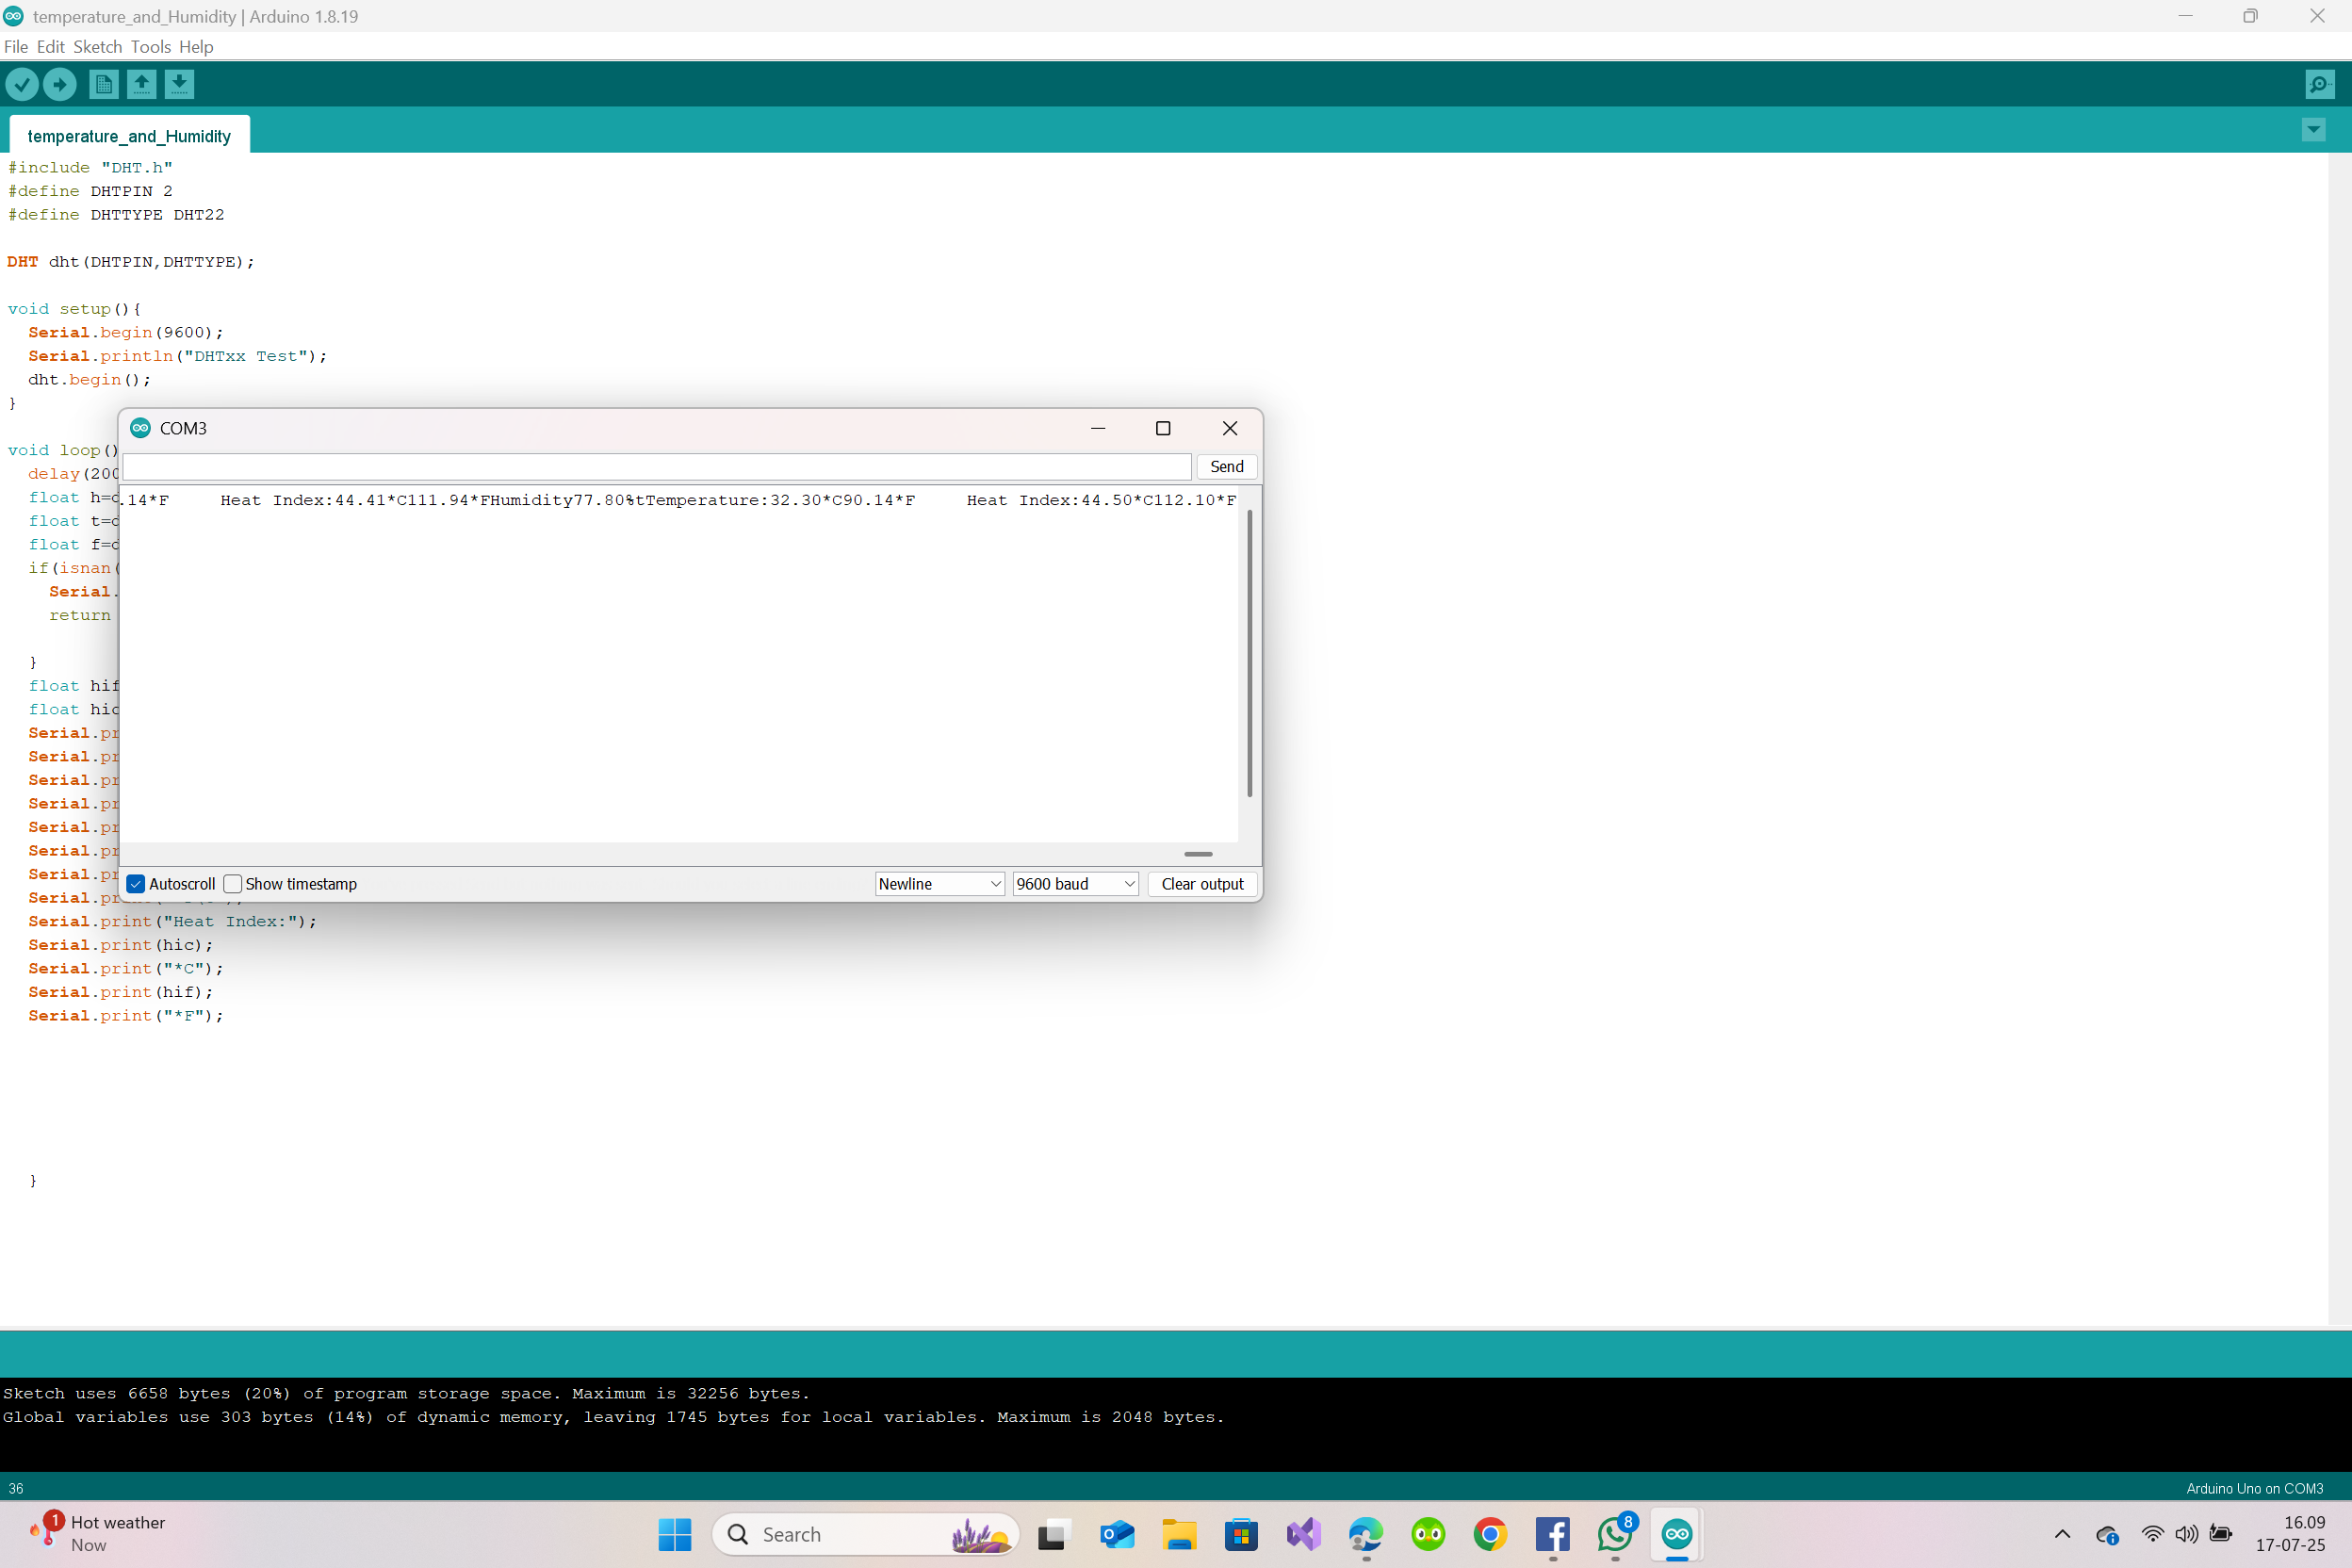 temperature_and_Humidity | Arduino 1.8.19
File Edit Sketch Tools Help
temperature_and_Humidity
#include "DHT.h"
#define DHTPIN 2
#define DHTTYPE DHT22
DHT dht(DHTPIN,DHTTYPE);
void setup(){
Serial.begin(9600);
Serial.println("DHTxx Test");
dht.begin();
}
void loop()
delay(200
float h=d
float t=d
float f=d
if(isnan(
Serial.
return
}
float hif
float hic
Serial.pr
Serial.pr
Serial.pr
Serial.pr
Serial.pr
Serial.pr
Serial.pr
Serial.pr
Serial.print("Heat Index:");
Serial.print(hic);
Serial.print("*C");
Serial.print(hif);
Serial.print("*F");
}
COM3
Send
.14*F Heat Index:44.41*C111.94*FHumidity77.80%tTemperature:32.30*C90.14*F Heat Index:44.50*C112.10*F
Autoscroll Show timestamp Newline 9600 baud Clear output
Sketch uses 6658 bytes (20%) of program storage space. Maximum is 32256 bytes.
Global variables use 303 bytes (14%) of dynamic memory, leaving 1745 bytes for local variables. Maximum is 2048 bytes.
36 Arduino Uno on COM3
1 Hot weather
Now
Search
8
16.09
17-07-25